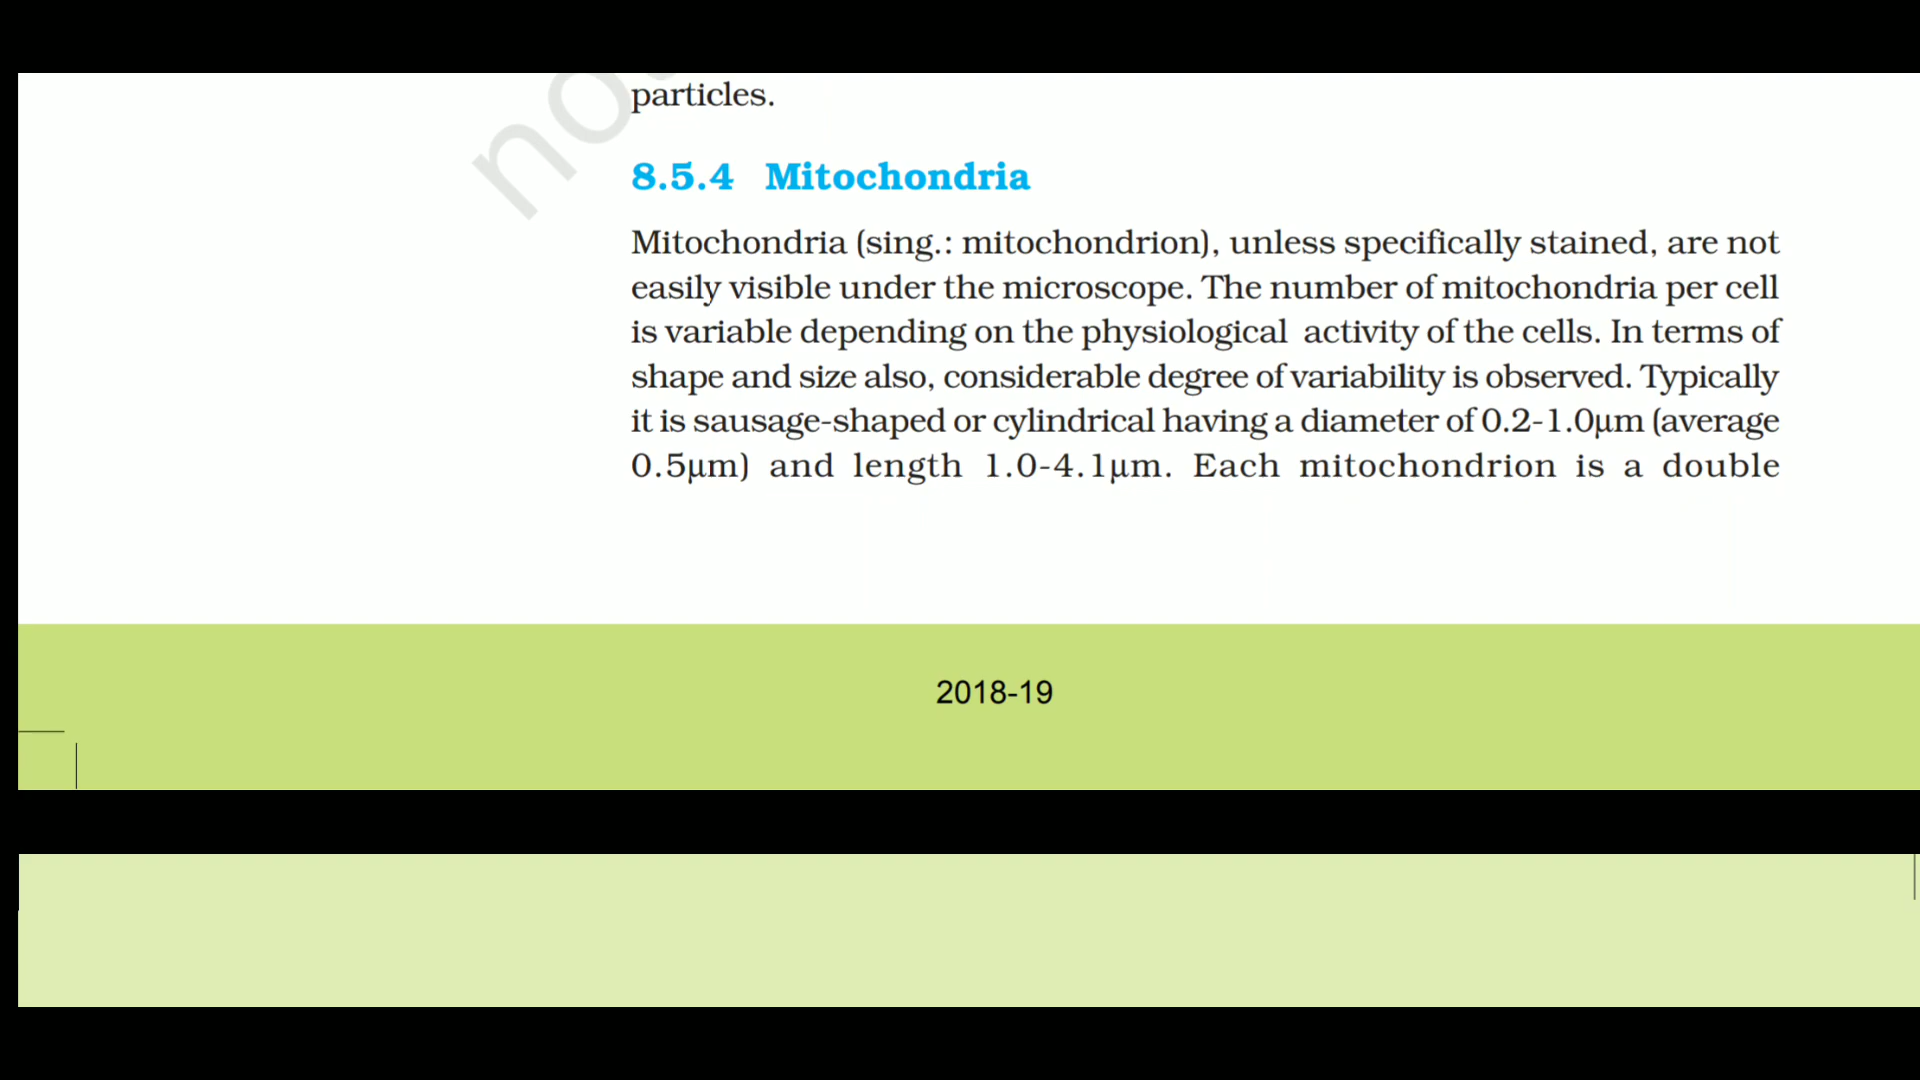 particles.
8.5.4 Mitochondria
Mitochondria (sing.: mitochondrion), unless specifically stained, are not
easily visible under the microscope. The number of mitochondria per cell
is variable depending on the physiological activity of the cells. In terms of
shape and size also, considerable degree of variability is observed. Typically
it is sausage-shaped or cylindrical having a diameter of 0.2-1.0µm (average
0.5µm) and length 1.0-4.1µm. Each mitochondrion is a double
2018-19